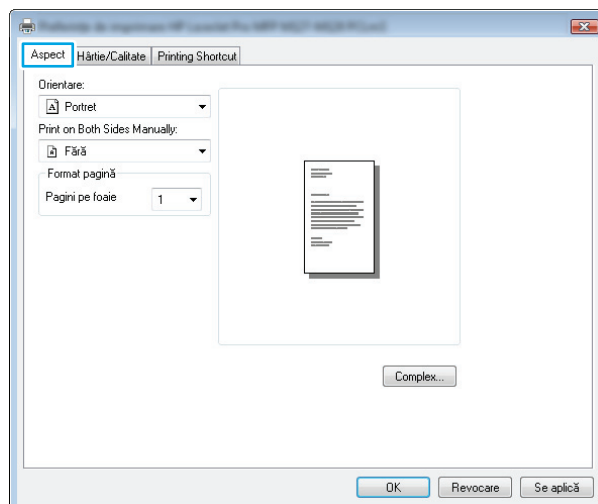 Aspect Hârtie/Calitate Printing Shortcut
Orientare:
Portret
Print on Both Sides Manually:
Fără
Format pagină
Pagini pe foaie 1
Complex...
OK Revocare Se aplică